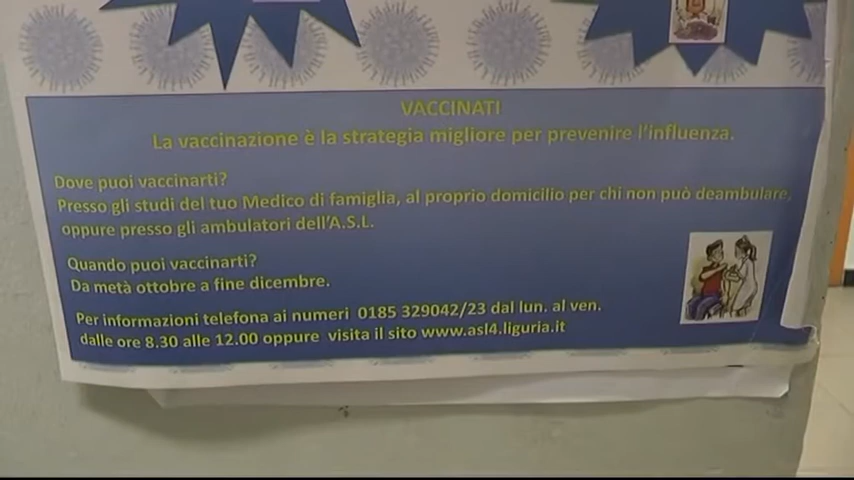 VACCINATI
La vaccinazione è la strategia migliore per prevenire l'influenza.
Dove puoi vaccinarti?
Presso gli studi del tuo Medico di famiglia, al proprio domicilio per chi non può deambulare,
oppure presso gli ambulatori dell'A.S.L.
Quando puoi vaccinarti?
Da metà ottobre a fine dicembre.
Per informazioni telefona ai numeri 0185 329042/23 dal lun. al ven.
dalle ore 8.30 alle 12.00 oppure visita il sito www.asl4.liguria.it